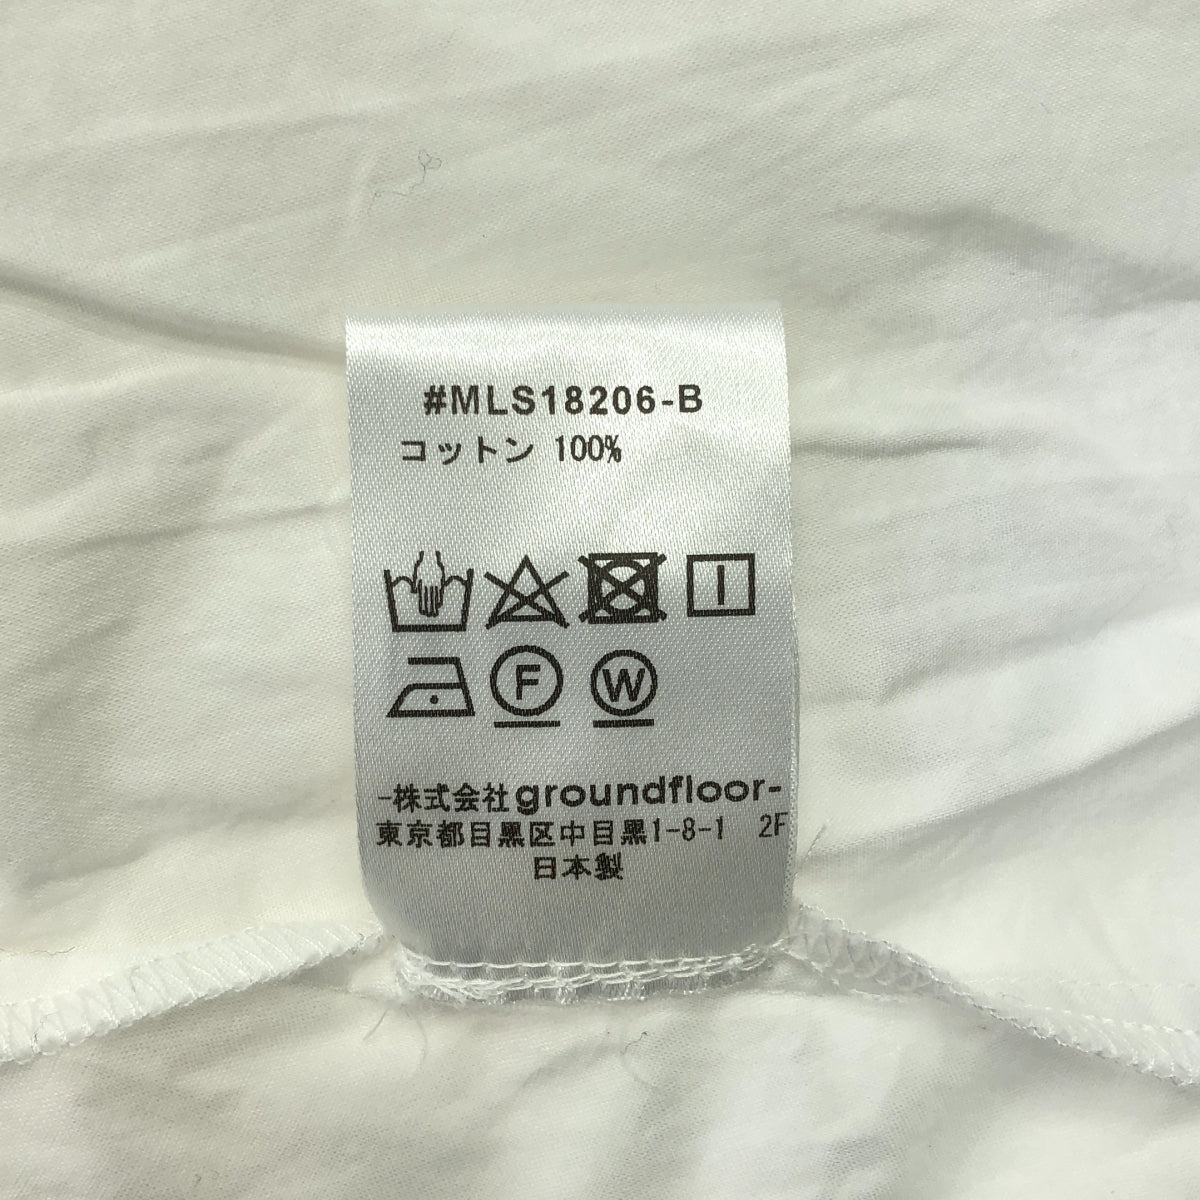 #MLS18206-B
コットン 100%
F W
-株式会社groundfloor-
東京都目黒区中目黒1-8-1 2F
日本製